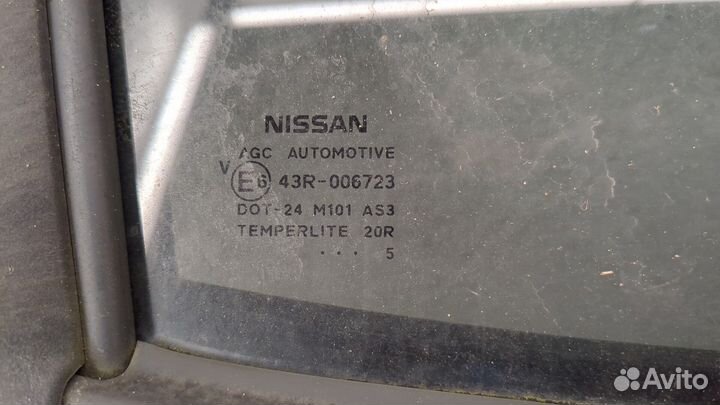 NISSAN
AGC AUTOMOTIVE
V E6 43R-006723
DOT-24 M101 AS3
TEMPERLITE 20R
... 5
Avito